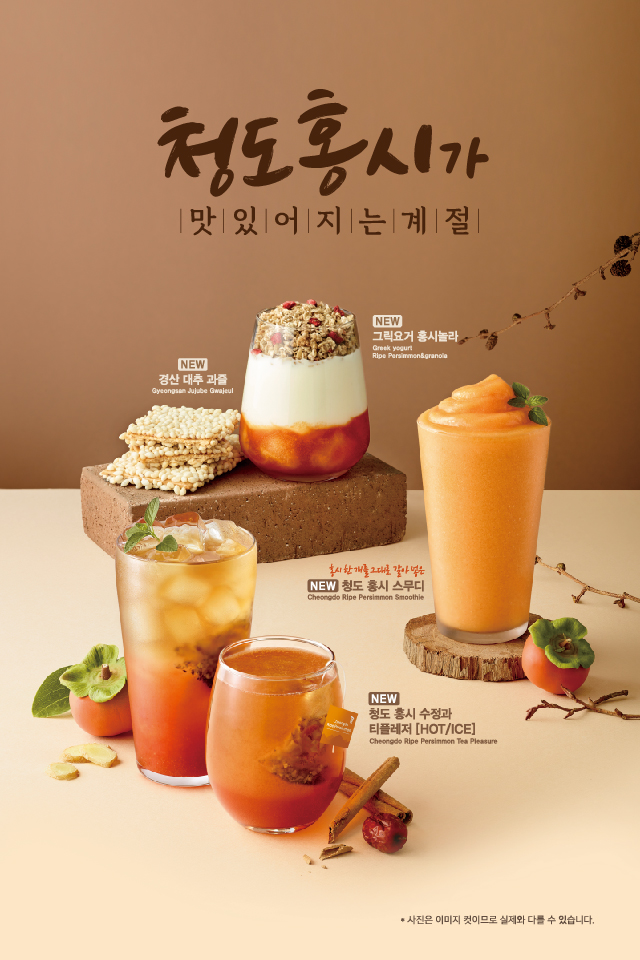 청도홍시가
맛있어지는계절
NEW
그릭요거 홍시놀라
Greek yogurt
Ripe Persimmon&granola
NEW
경산 대추 과줄
Gyeongsan Jujube Gwajeul
홍시 한 개를 그대로 갈아 넣은
NEW 청도 홍시 스무디
Cheongdo Ripe Persimmon Smoothie
NEW
청도 홍시 수정과
티플레저 [HOT/ICE]
Cheongdo Ripe Persimmon Tea Pleasure
* 사진은 이미지 컷이므로 실제와 다를 수 있습니다.